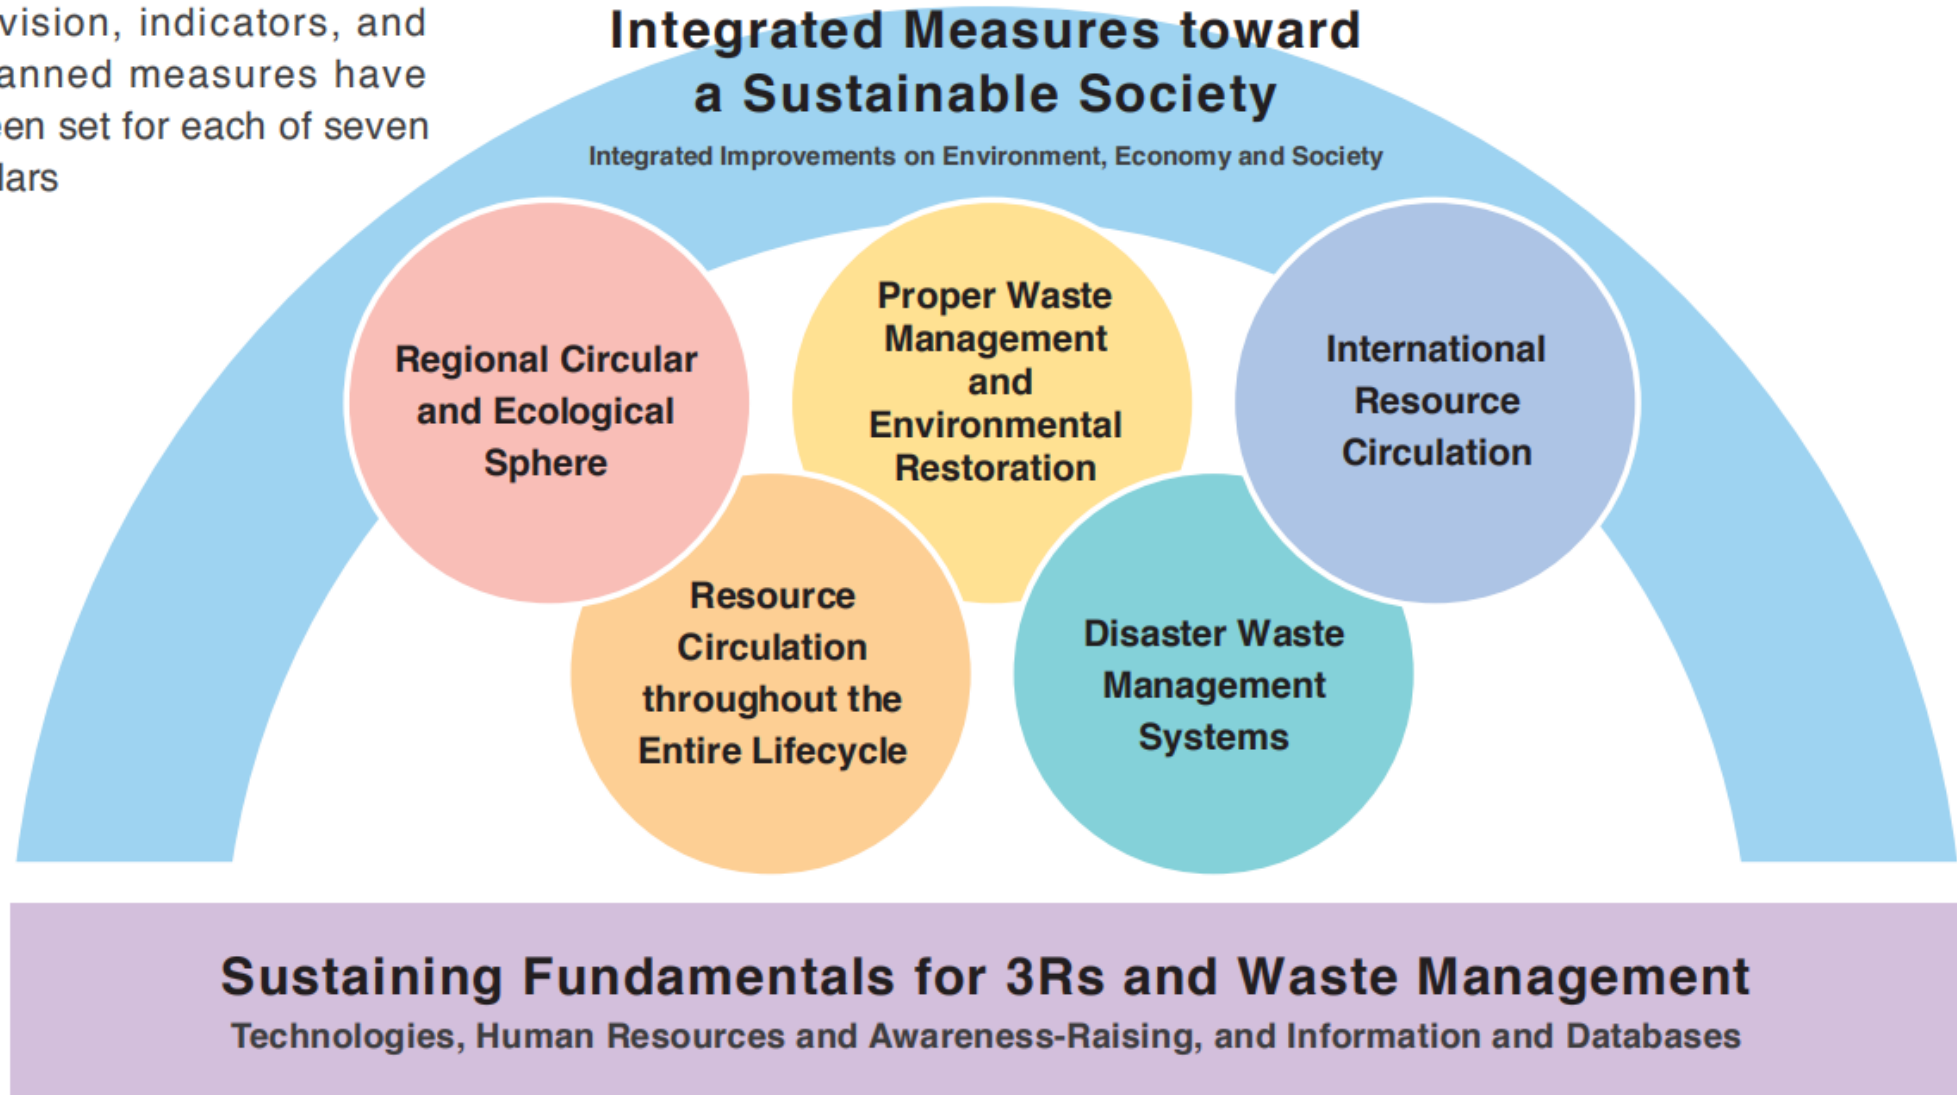 vision, indicators, and
anned measures have
een set for each of seven
lars
Integrated Measures toward
a Sustainable Society
Integrated Improvements on Environment, Economy and Society
Regional Circular
and Ecological
Sphere
Proper Waste
Management
and
Environmental
Restoration
International
Resource
Circulation
Resource
Circulation
throughout the
Entire Lifecycle
Disaster Waste
Management
Systems
Sustaining Fundamentals for 3Rs and Waste Management
Technologies, Human Resources and Awareness-Raising, and Information and Databases